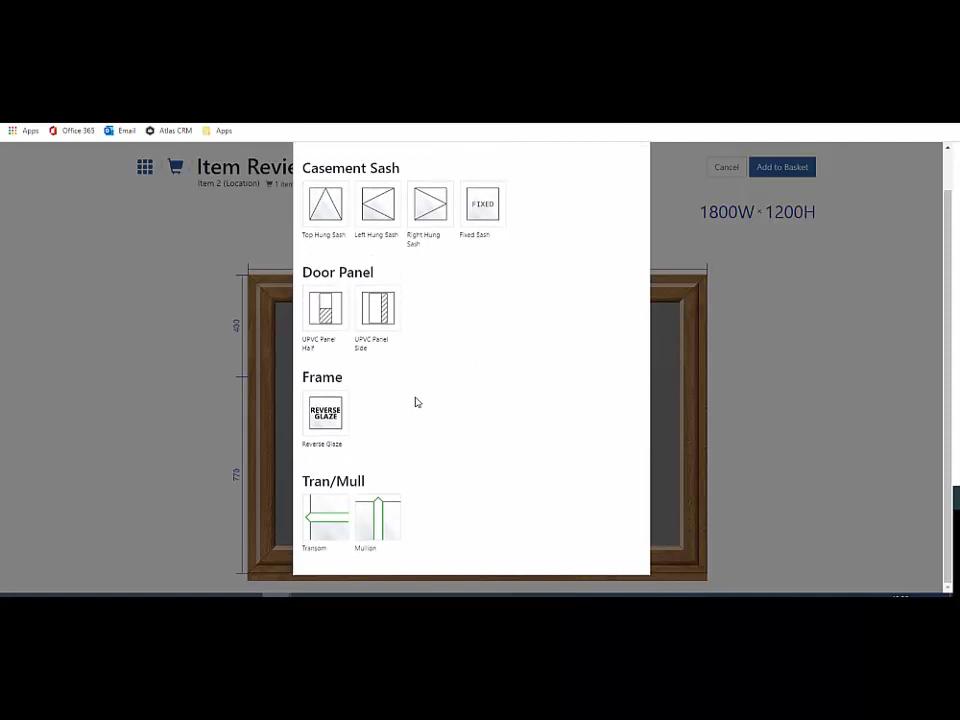 Apps Office 365 Email Atlas CRM Apps
Item Revie
Item 2 (Location) 1 item
Cancel Add to Basket
1800W × 1200H
Casement Sash
FIXED
Top Hung Sash Left Hung Sash Right Hung Sash Fixed Sash
Door Panel
UPVC Panel Half UPVC Panel Side
Frame
REVERSE
GLAZE
Reverse Glaze
Tran/Mull
Transom Mullion
770